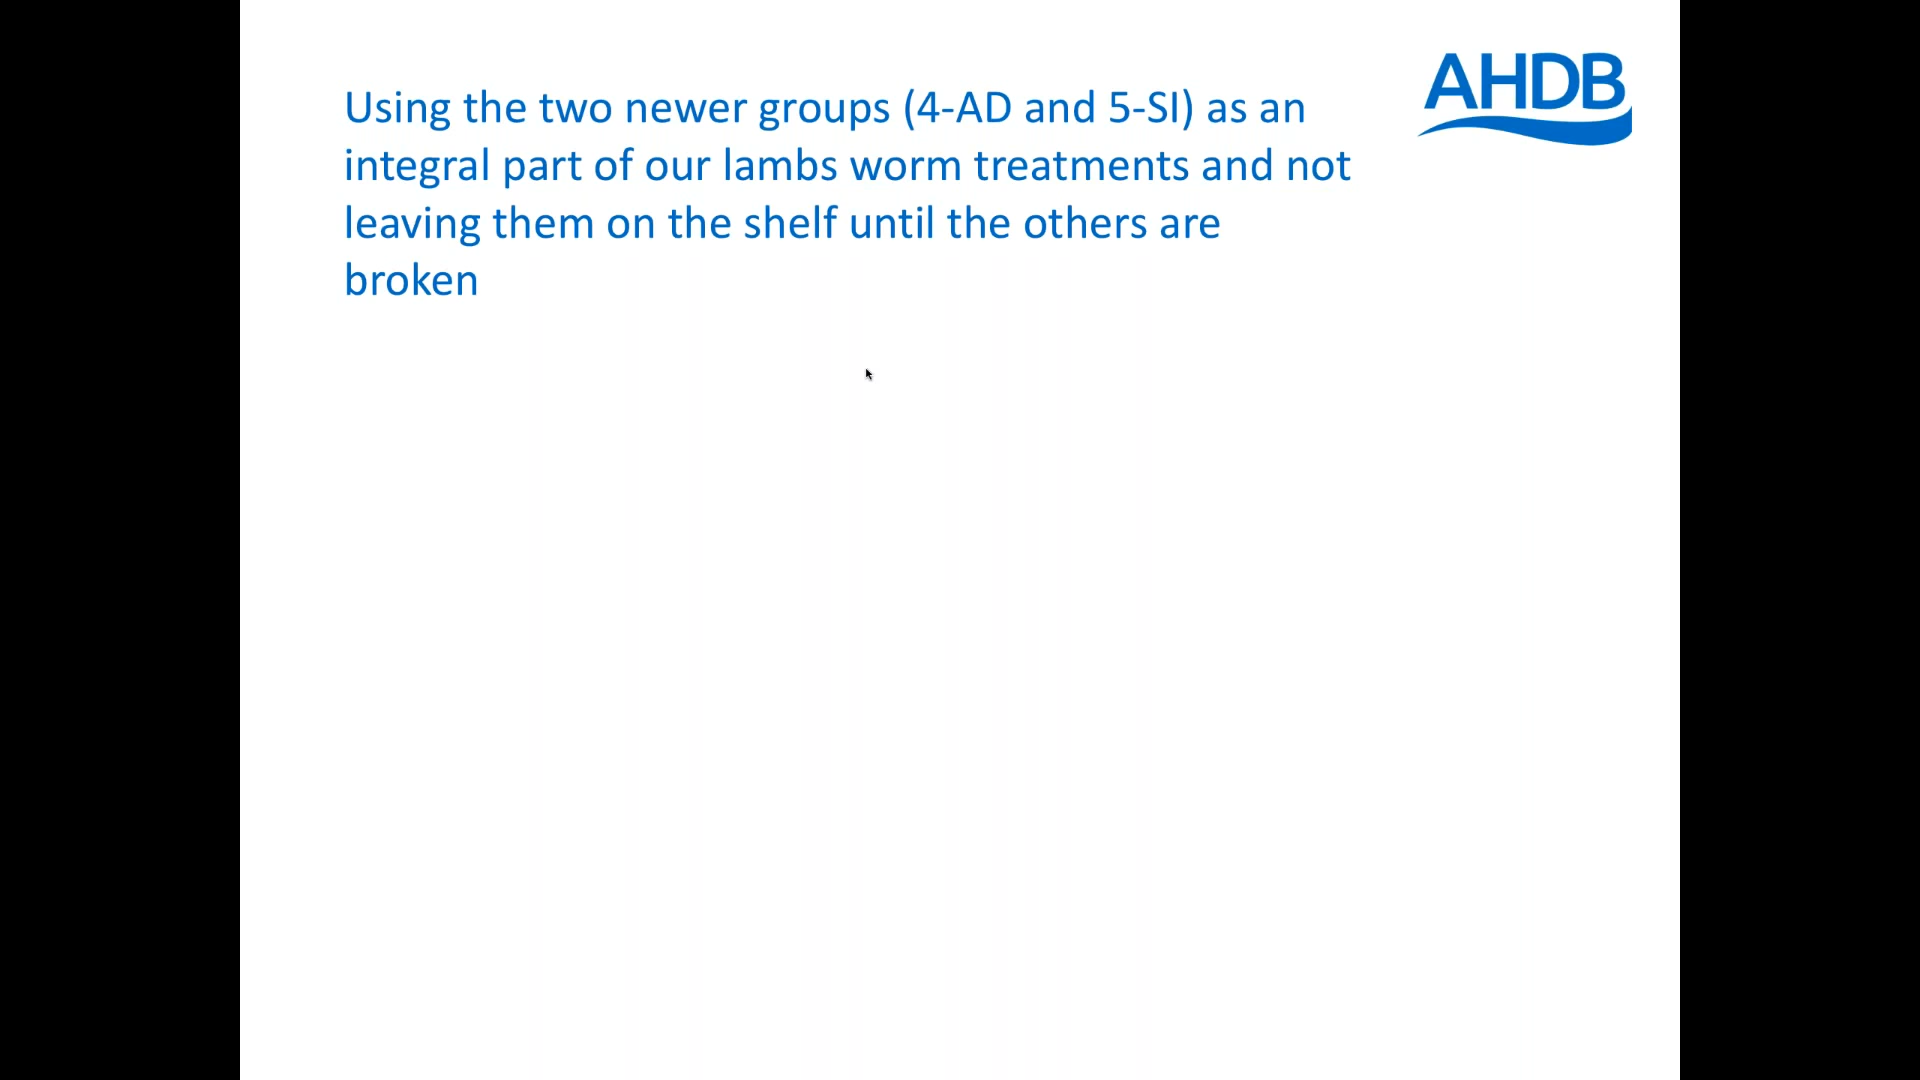 AHDB
Using the two newer groups (4-AD and 5-SI) as an
integral part of our lambs worm treatments and not
leaving them on the shelf until the others are
broken